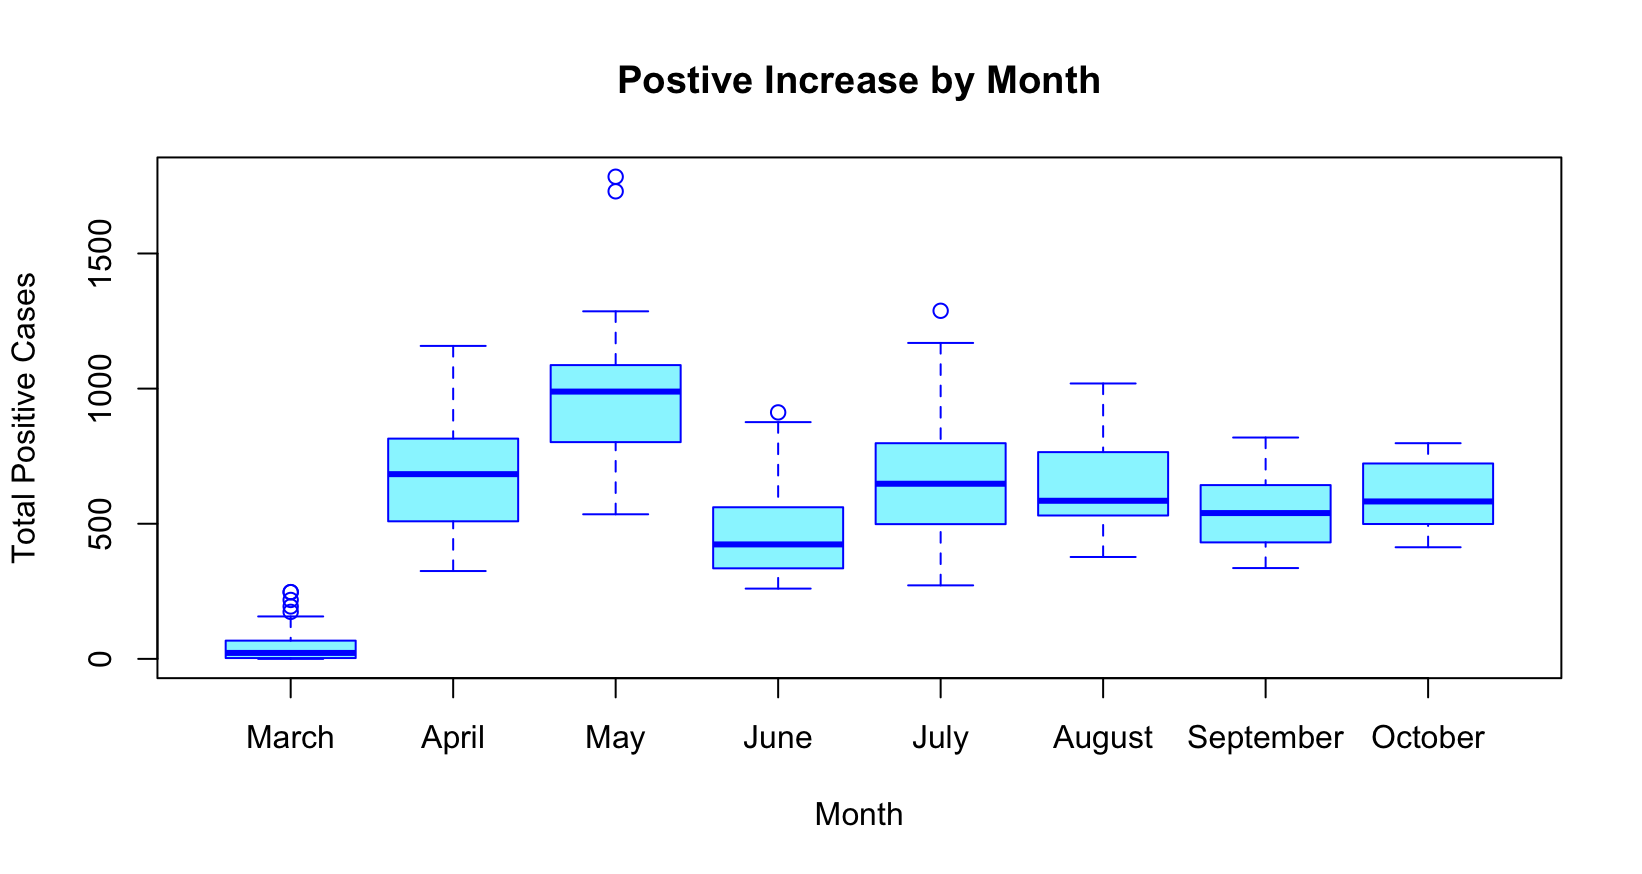 Postive Increase by Month
Total Positive Cases
1500
1000
500
0
March April May June July August September October
Month